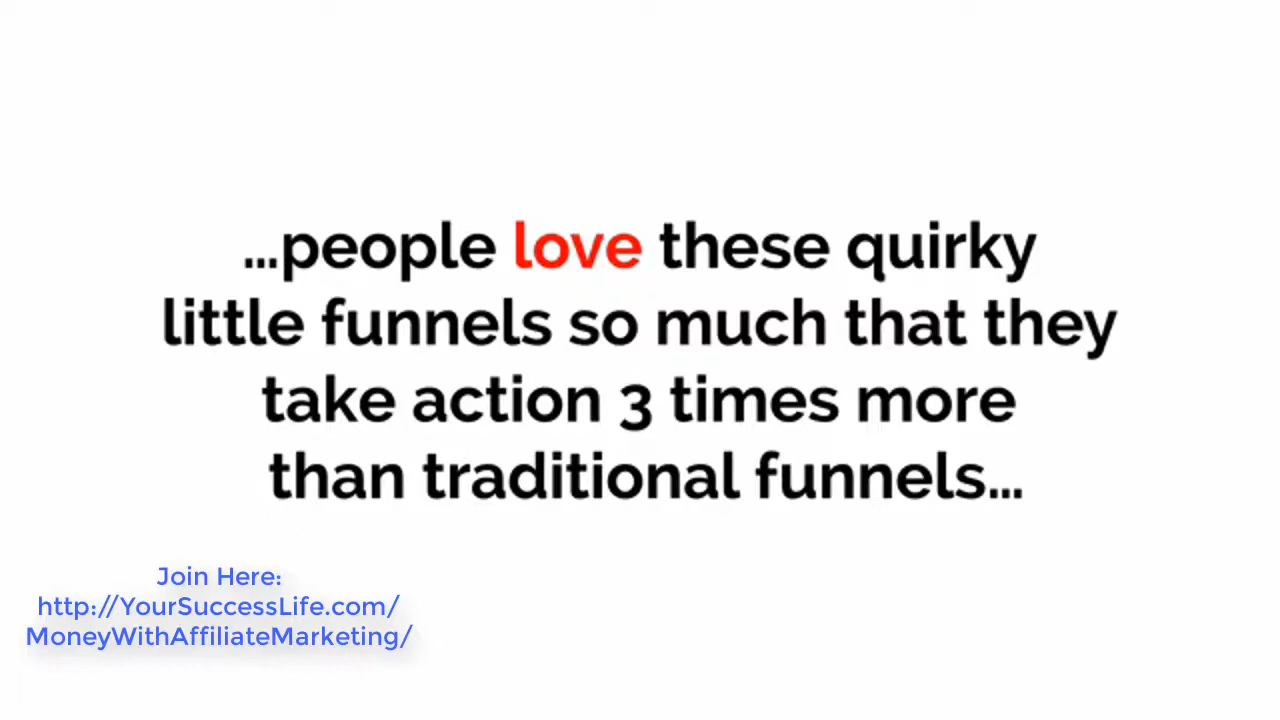 ...people love these quirky
little funnels so much that they
take action 3 times more
than traditional funnels...
Join Here:
http://YourSuccessLife.com/
MoneyWithAffiliateMarketing/